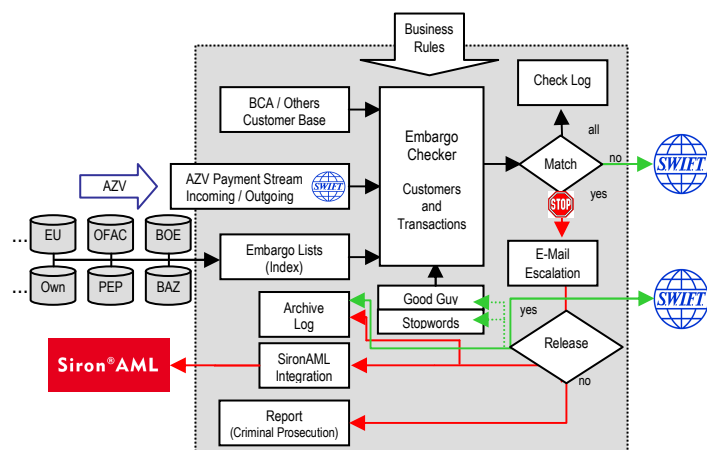 Business
Rules
BCA / Others
Customer Base
Check Log
Embargo
Checker
Customers
and
Transactions
all
Match
no
SWIFT
yes
AZV
AZV Payment Stream
Incoming / Outgoing
SWIFT
STOP
... EU
OFAC
BOE
Embargo Lists
(Index)
E-Mail
Escalation
... Own
PEP
BAZ
Good Guy
Stopwords
SWIFT
yes
Archive
Log
Release
Siron®AML
SironAML
Integration
no
Report
(Criminal Prosecution)